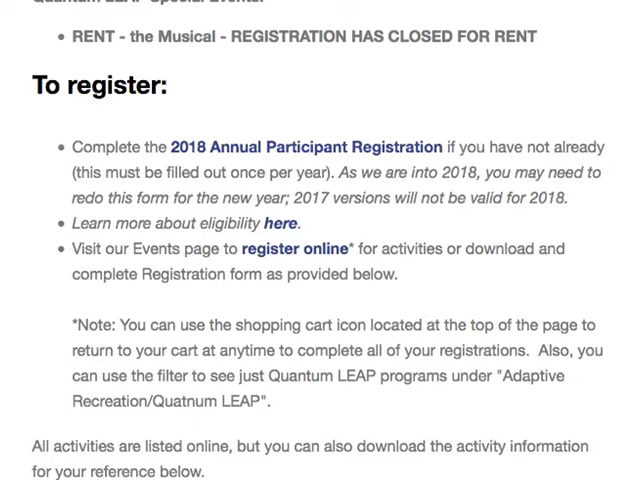 Quantum LEAP Special Events:
• RENT - the Musical - REGISTRATION HAS CLOSED FOR RENT
To register:
• Complete the 2018 Annual Participant Registration if you have not already
(this must be filled out once per year). As we are into 2018, you may need to
redo this form for the new year; 2017 versions will not be valid for 2018.
• Learn more about eligibility here.
• Visit our Events page to register online* for activities or download and
complete Registration form as provided below.
*Note: You can use the shopping cart icon located at the top of the page to
return to your cart at anytime to complete all of your registrations.  Also, you
can use the filter to see just Quantum LEAP programs under "Adaptive
Recreation/Quatnum LEAP".
All activities are listed online, but you can also download the activity information
for your reference below.